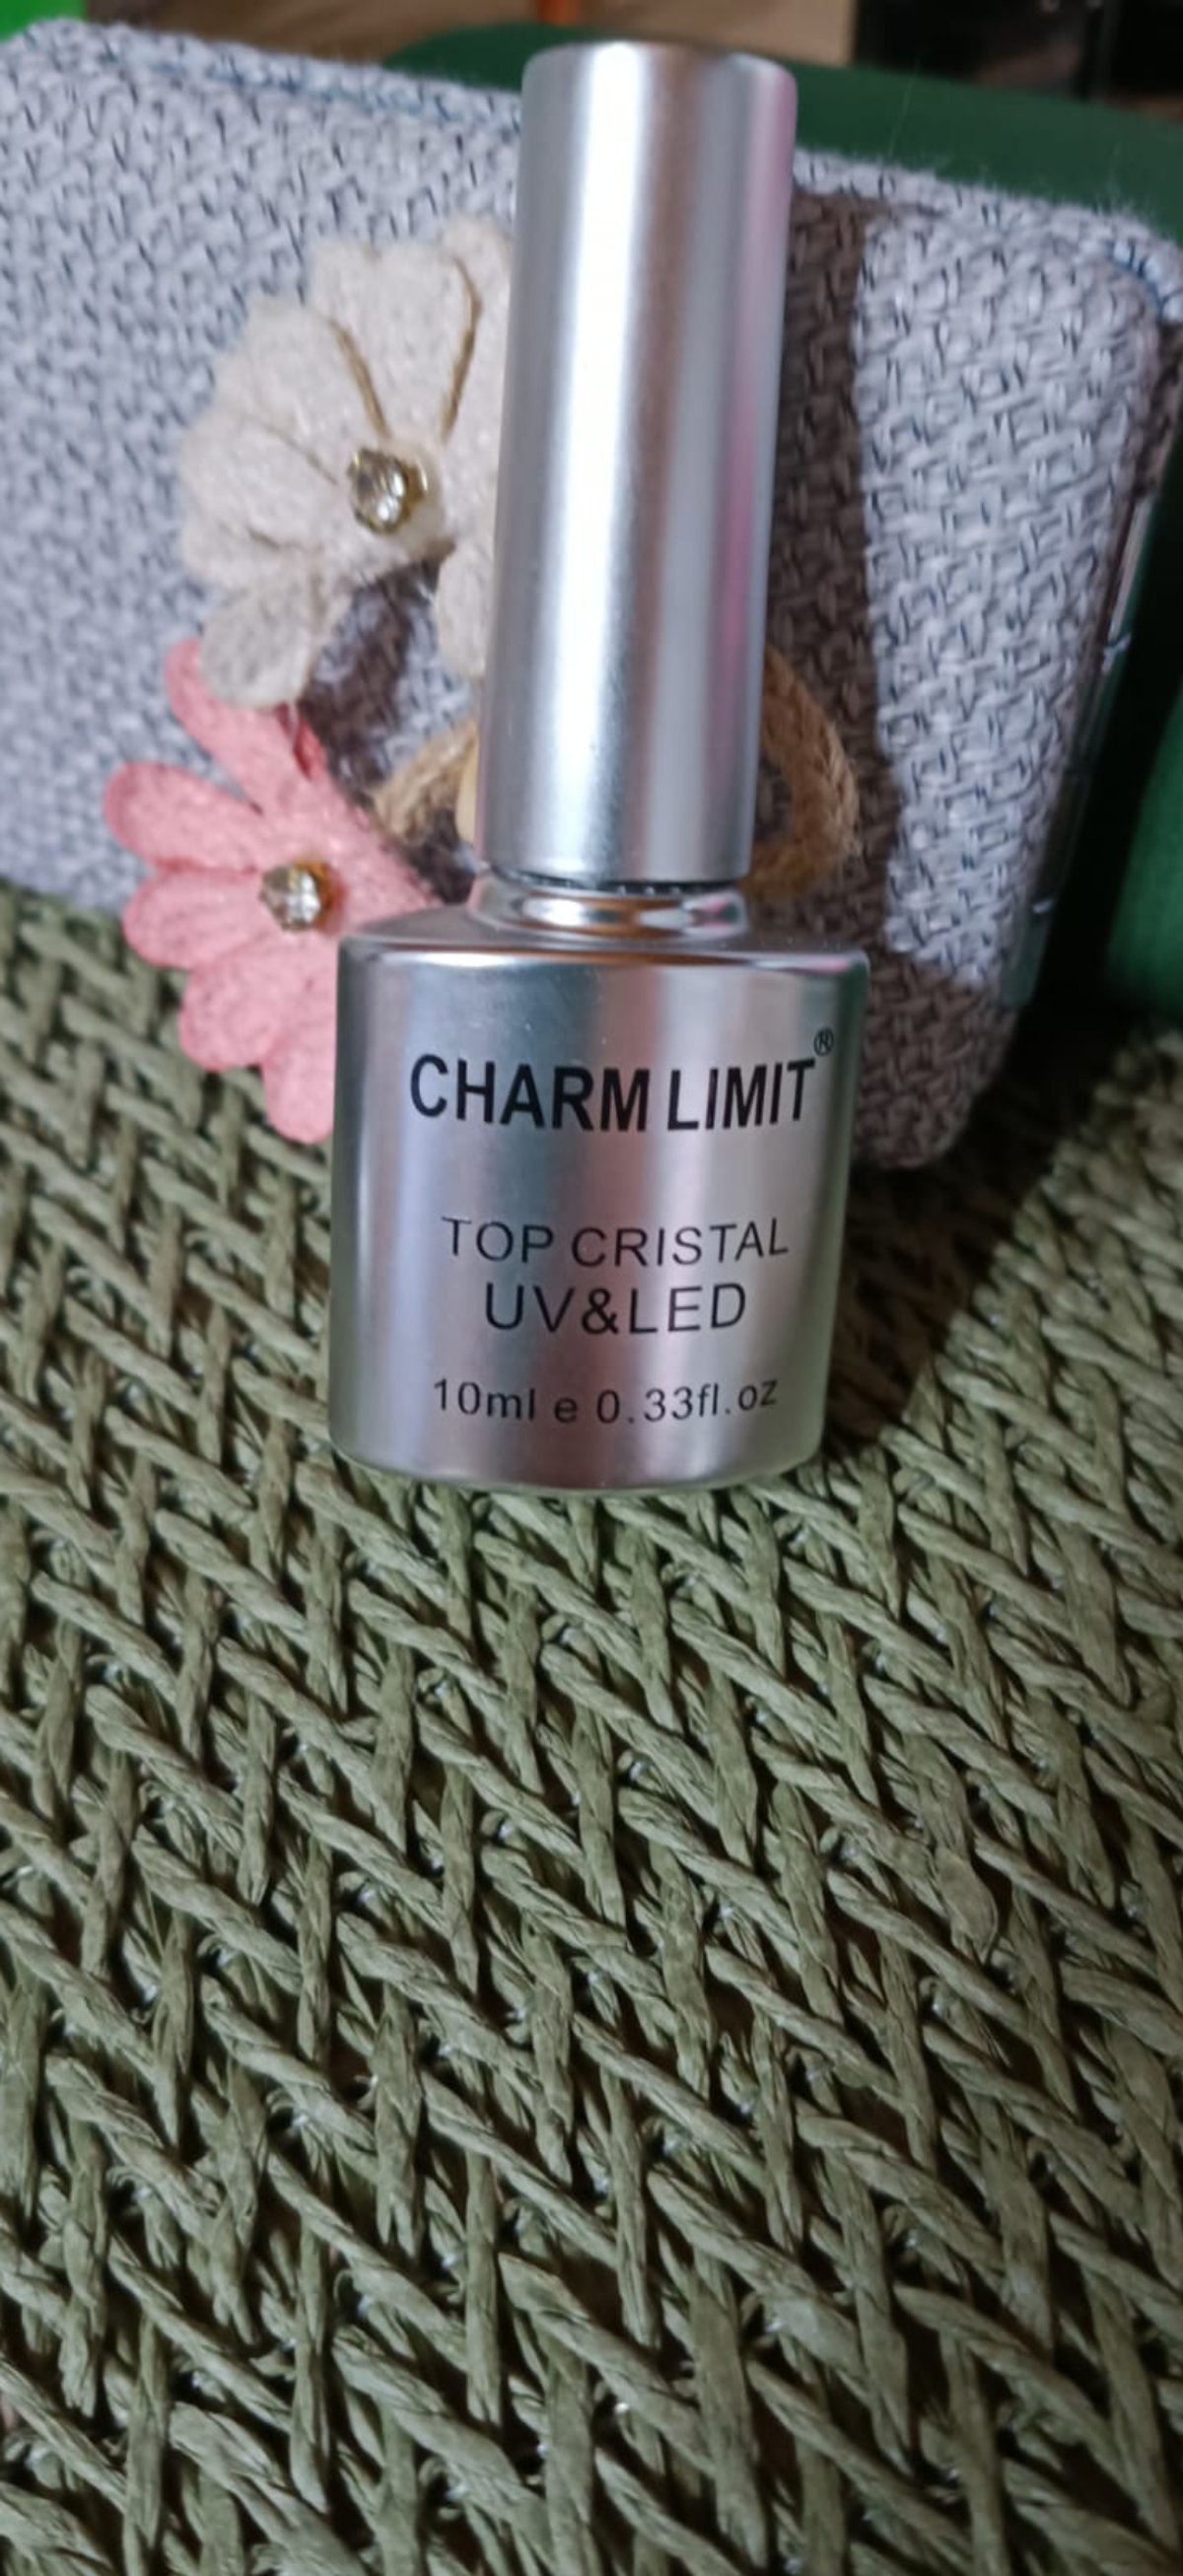 CHARM LIMIT®
TOP CRISTAL
UV&LED
10ml e 0.33fl.oz